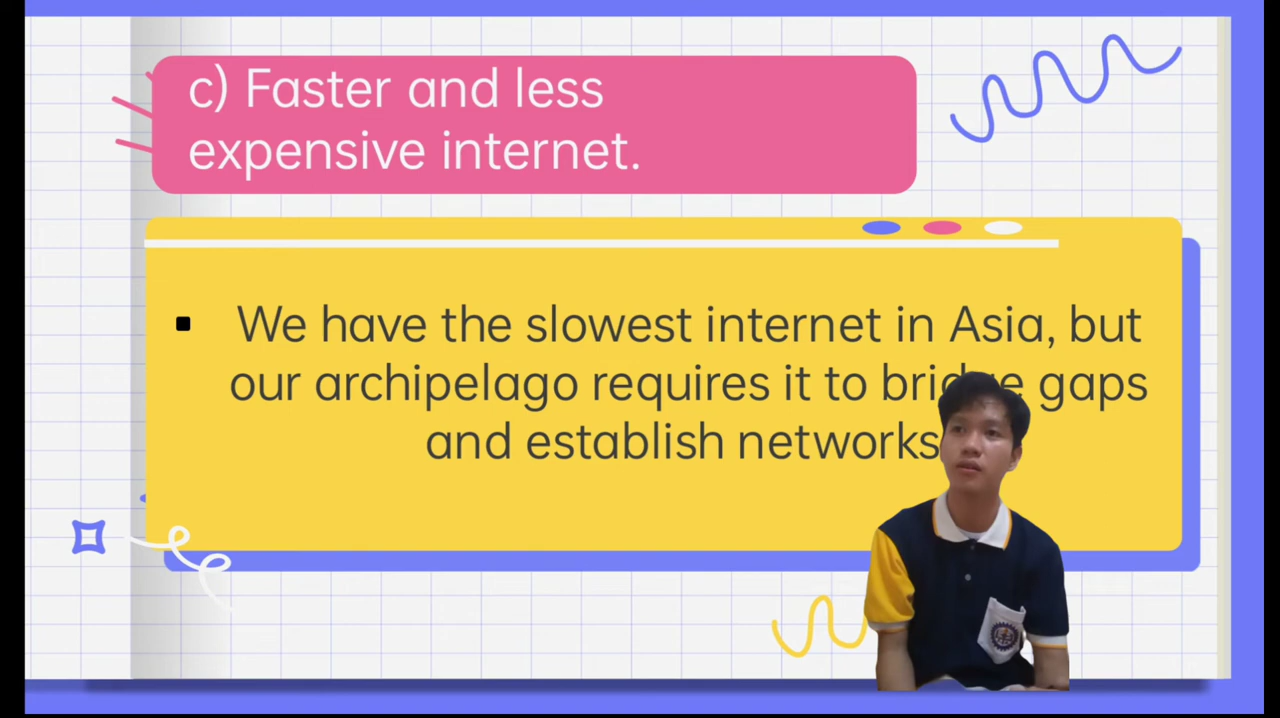 c) Faster and less
expensive internet.
We have the slowest internet in Asia, but
our archipelago requires it to bridge gaps
and establish networks